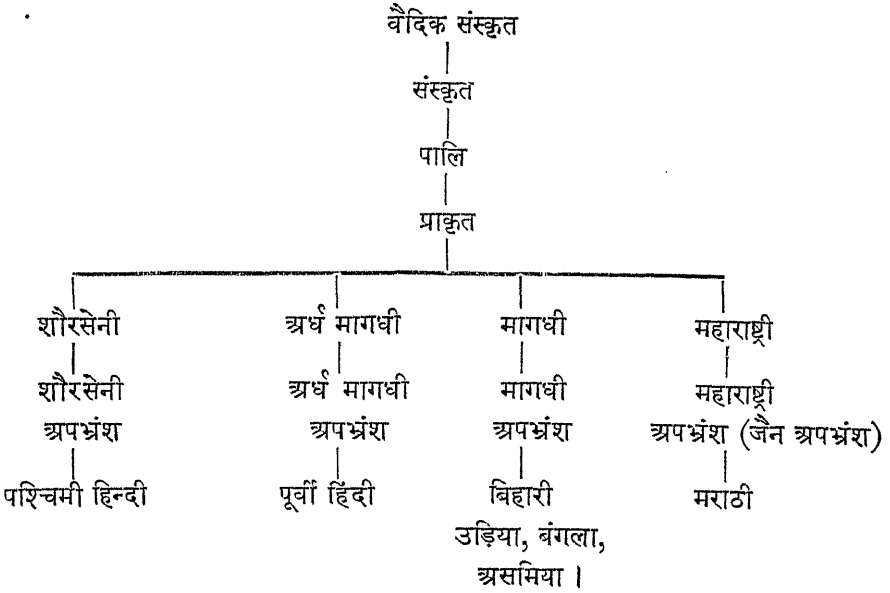 वैदिक संस्कृत
संस्कृत
पालि
प्राकृत
शौरसेनी अर्ध मागधी मागधी महाराष्ट्री
शौरसेनी अर्ध मागधी मागधी महाराष्ट्री
अपभ्रंश अपभ्रंश अपभ्रंश अपभ्रंश (जैन अपभ्रंश)
पश्चिमी हिन्दी पूर्वी हिंदी बिहारी मराठी
उड़िया, बंगला,
असमिया ।